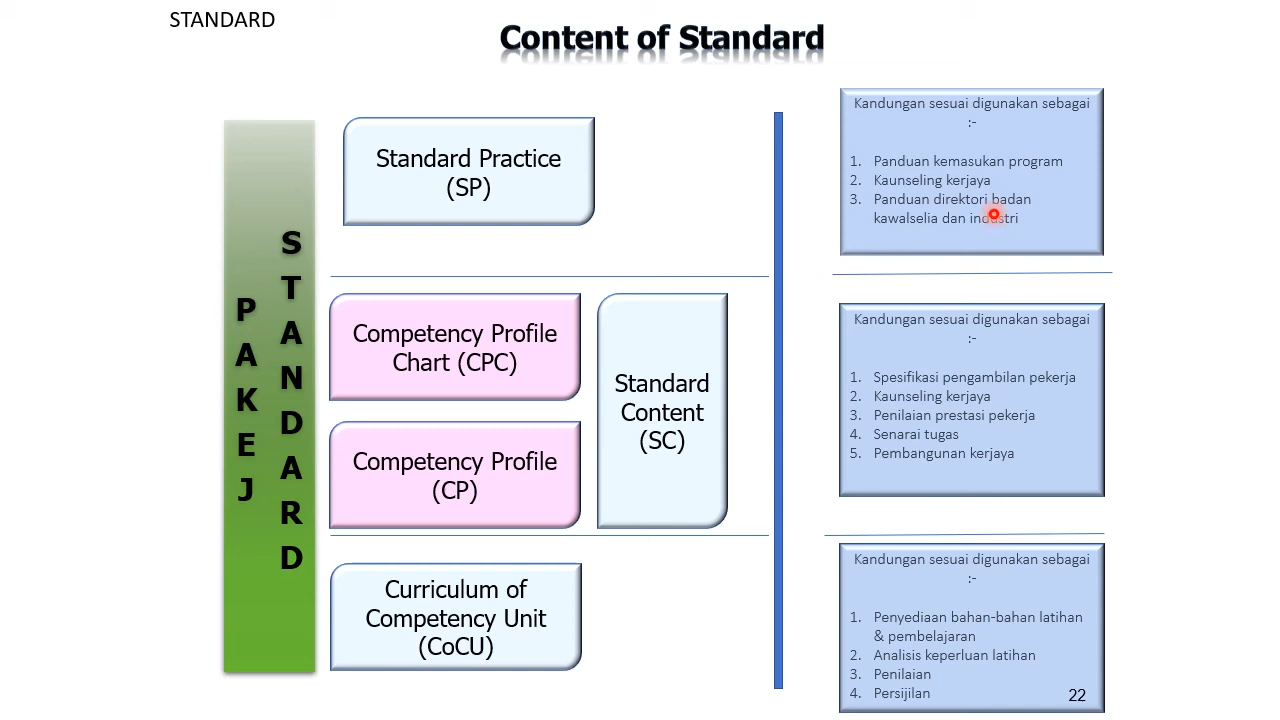 STANDARD
Content of Standard
PAKEJ
STANDARD
Standard Practice
(SP)
Kandungan sesuai digunakan sebagai
:-
1. Panduan kemasukan program
2. Kaunseling kerjaya
3. Panduan direktori badan
kawalselia dan industri
Competency Profile
Chart (CPC)
Competency Profile
(CP)
Standard
Content
(SC)
Kandungan sesuai digunakan sebagai
:-
1. Spesifikasi pengambilan pekerja
2. Kaunseling kerjaya
3. Penilaian prestasi pekerja
4. Senarai tugas
5. Pembangunan kerjaya
Curriculum of
Competency Unit
(CoCU)
Kandungan sesuai digunakan sebagai
:-
1. Penyediaan bahan-bahan latihan
& pembelajaran
2. Analisis keperluan latihan
3. Penilaian
4. Persijilan
22